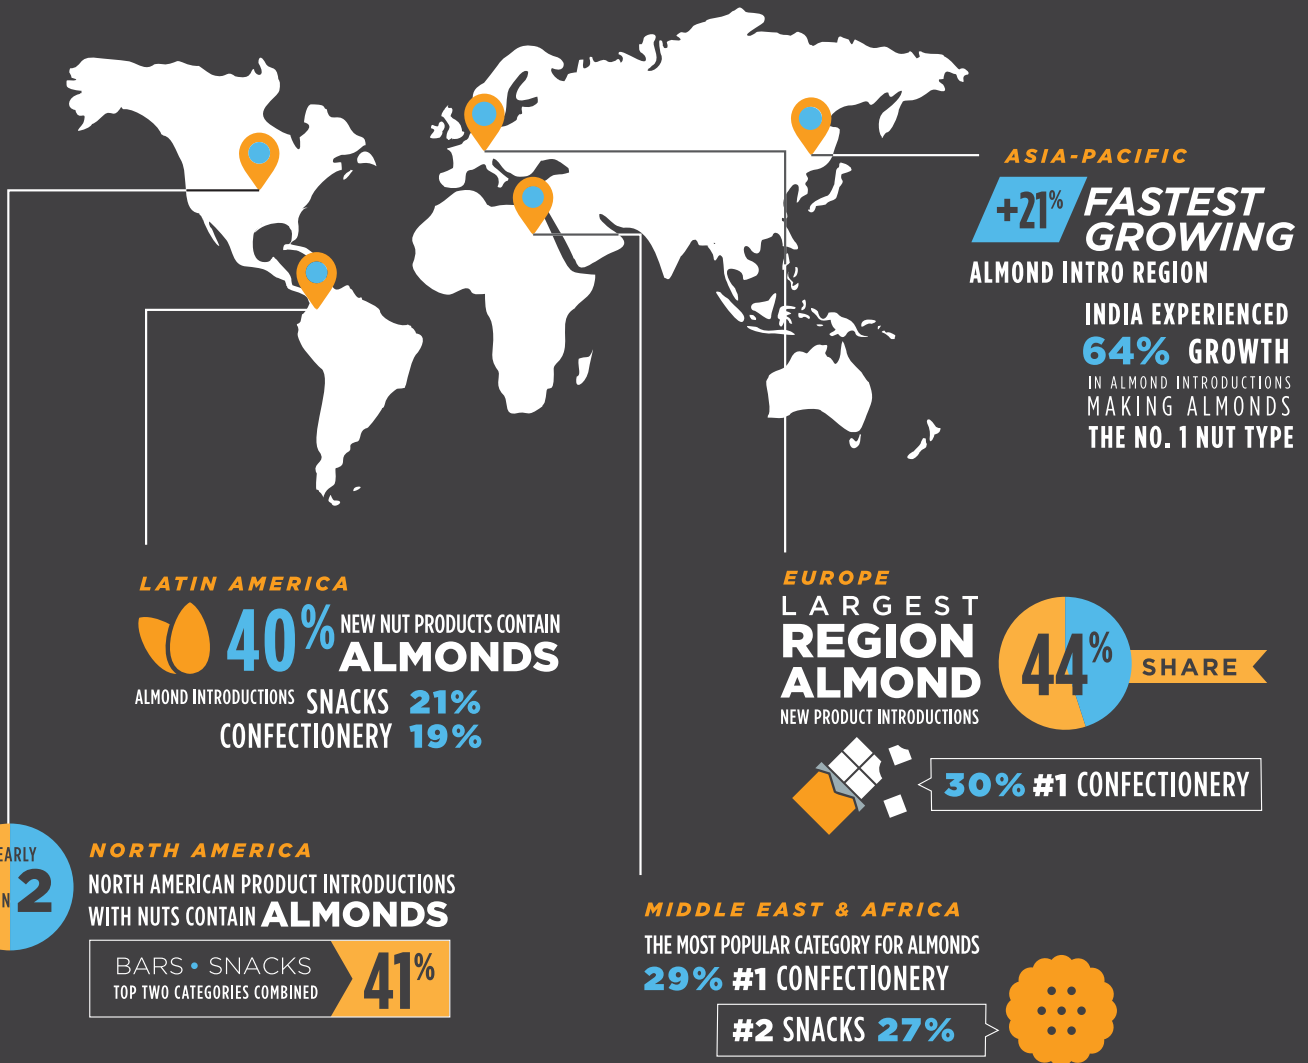 ASIA-PACIFIC
+21% FASTEST
GROWING
ALMOND INTRO REGION
INDIA EXPERIENCED
64% GROWTH
IN ALMOND INTRODUCTIONS
MAKING ALMONDS
THE NO. 1 NUT TYPE
LATIN AMERICA
40% NEW NUT PRODUCTS CONTAIN
ALMONDS
ALMOND INTRODUCTIONS SNACKS 21%
CONFECTIONERY 19%
EUROPE
LARGEST
REGION
ALMOND
NEW PRODUCT INTRODUCTIONS
44% SHARE
30% #1 CONFECTIONERY
2
NORTH AMERICA
NORTH AMERICAN PRODUCT INTRODUCTIONS
WITH NUTS CONTAIN ALMONDS
BARS • SNACKS
TOP TWO CATEGORIES COMBINED
41%
MIDDLE EAST & AFRICA
THE MOST POPULAR CATEGORY FOR ALMONDS
29% #1 CONFECTIONERY
#2 SNACKS 27%